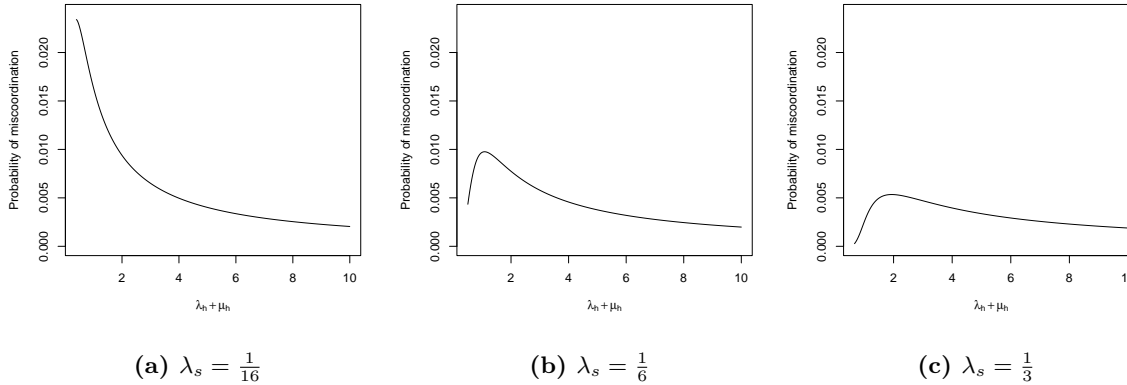 Probability of miscoordination
0.000 0.005 0.010 0.015 0.020
2 4 6 8 10
λh + μh
(a) λs = 1/16
Probability of miscoordination
0.000 0.005 0.010 0.015 0.020
2 4 6 8 10
λh + μh
(b) λs = 1/6
Probability of miscoordination
0.000 0.005 0.010 0.015 0.020
2 4 6 8 1
λh + μh
(c) λs = 1/3